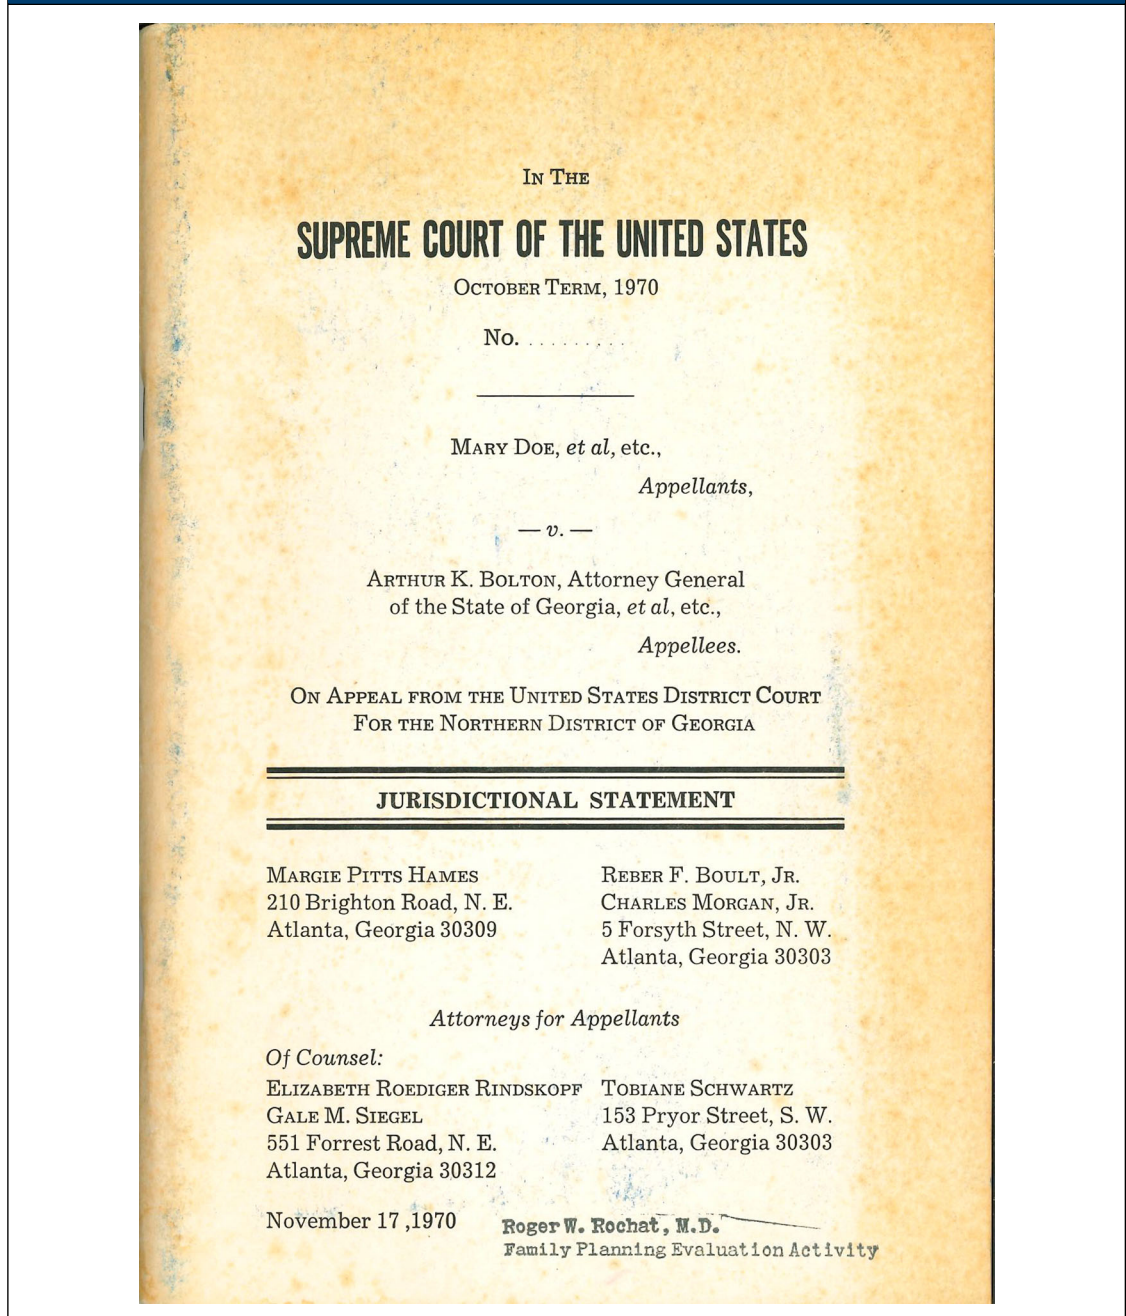 IN THE
SUPREME COURT OF THE UNITED STATES
OCTOBER TERM, 1970
No. .........
MARY DOE, et al, etc.,
Appellants,
— v. —
ARTHUR K. BOLTON, Attorney General
of the State of Georgia, et al, etc.,
Appellees.
ON APPEAL FROM THE UNITED STATES DISTRICT COURT
FOR THE NORTHERN DISTRICT OF GEORGIA
JURISDICTIONAL STATEMENT
MARGIE PITTS HAMES
210 Brighton Road, N. E.
Atlanta, Georgia 30309
REBER F. BOULT, JR.
CHARLES MORGAN, JR.
5 Forsyth Street, N. W.
Atlanta, Georgia 30303
Attorneys for Appellants
Of Counsel:
ELIZABETH ROEDIGER RINDSKOPF
GALE M. SIEGEL
551 Forrest Road, N. E.
Atlanta, Georgia 30312
TOBIANE SCHWARTZ
153 Pryor Street, S. W.
Atlanta, Georgia 30303
November 17 ,1970
Roger W. Rochat, M.D.
Family Planning Evaluation Activity